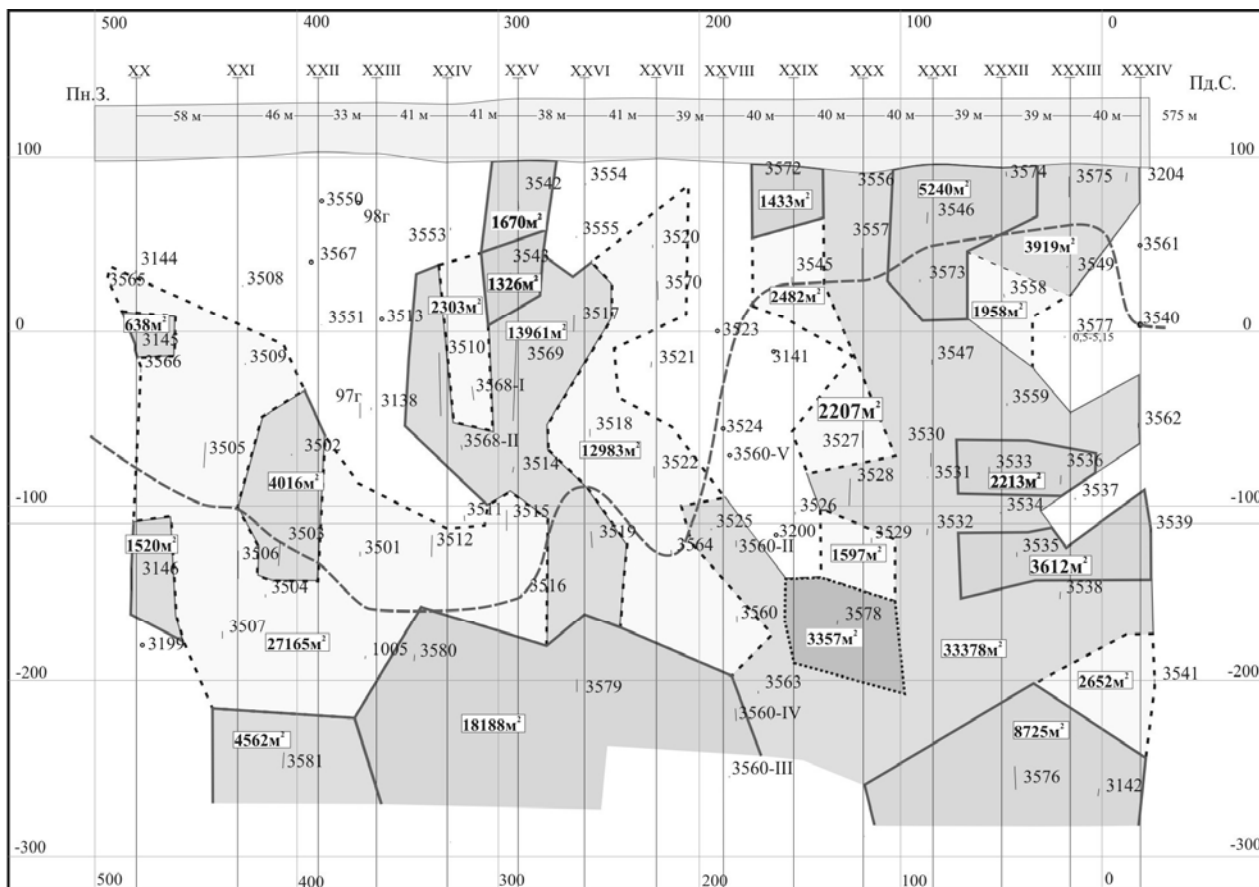 500 400 300 200 100 0
XX XXI XXII XXIII XXIV XXV XXVI XXVII XXVIII XXIX XXX XXXI XXXII XXXIII XXXIV
Пн.З. Пд.С.
58 м 46 м 33 м 41 м 41 м 38 м 41 м 39 м 40 м 40 м 40 м 39 м 39 м 40 м 575 м
100 100
3572 3574 3575 3204
3554 3556
3542 5240м²
3550 98г 1433м² 3546
1670м²
3553 3555 3520 3557 3919м² 3561
3144 3567 3543 3549
3565 3508 1326м² 3570 3545 3573 3558
2303м² 2482м² 1958м²
638м² 3551 3513 13961м² 3517 3523 3577 3540
0 0
3145 0,5-5,15
3566 3509 3510 3569 3521 3141 3547
97г 3138 3568-I 3559
2207м²
3518 3524 3562
3505 3502 3568-II 12983м² 3560-V 3527 3530
4016м² 3514 3522 3528 3531 3533 3536
2213м² 3537
-100 -100
3511 3515 3525 3526 3534
3503 3519 3200 3529 3532 3539
1520м² 3506 3501 3512 3564 3560-II 1597м² 3535
3146 3612м²
3504 3516 3538
3507 3560 3578
3199 27165м² 1005 3580 3357м² 33378м²
-200 3579 3563 2652м² 3541 -200
3560-IV
4562м² 18188м² 8725м²
3581 3560-III 3576 3142
-300 -300
500 400 300 200 100 0